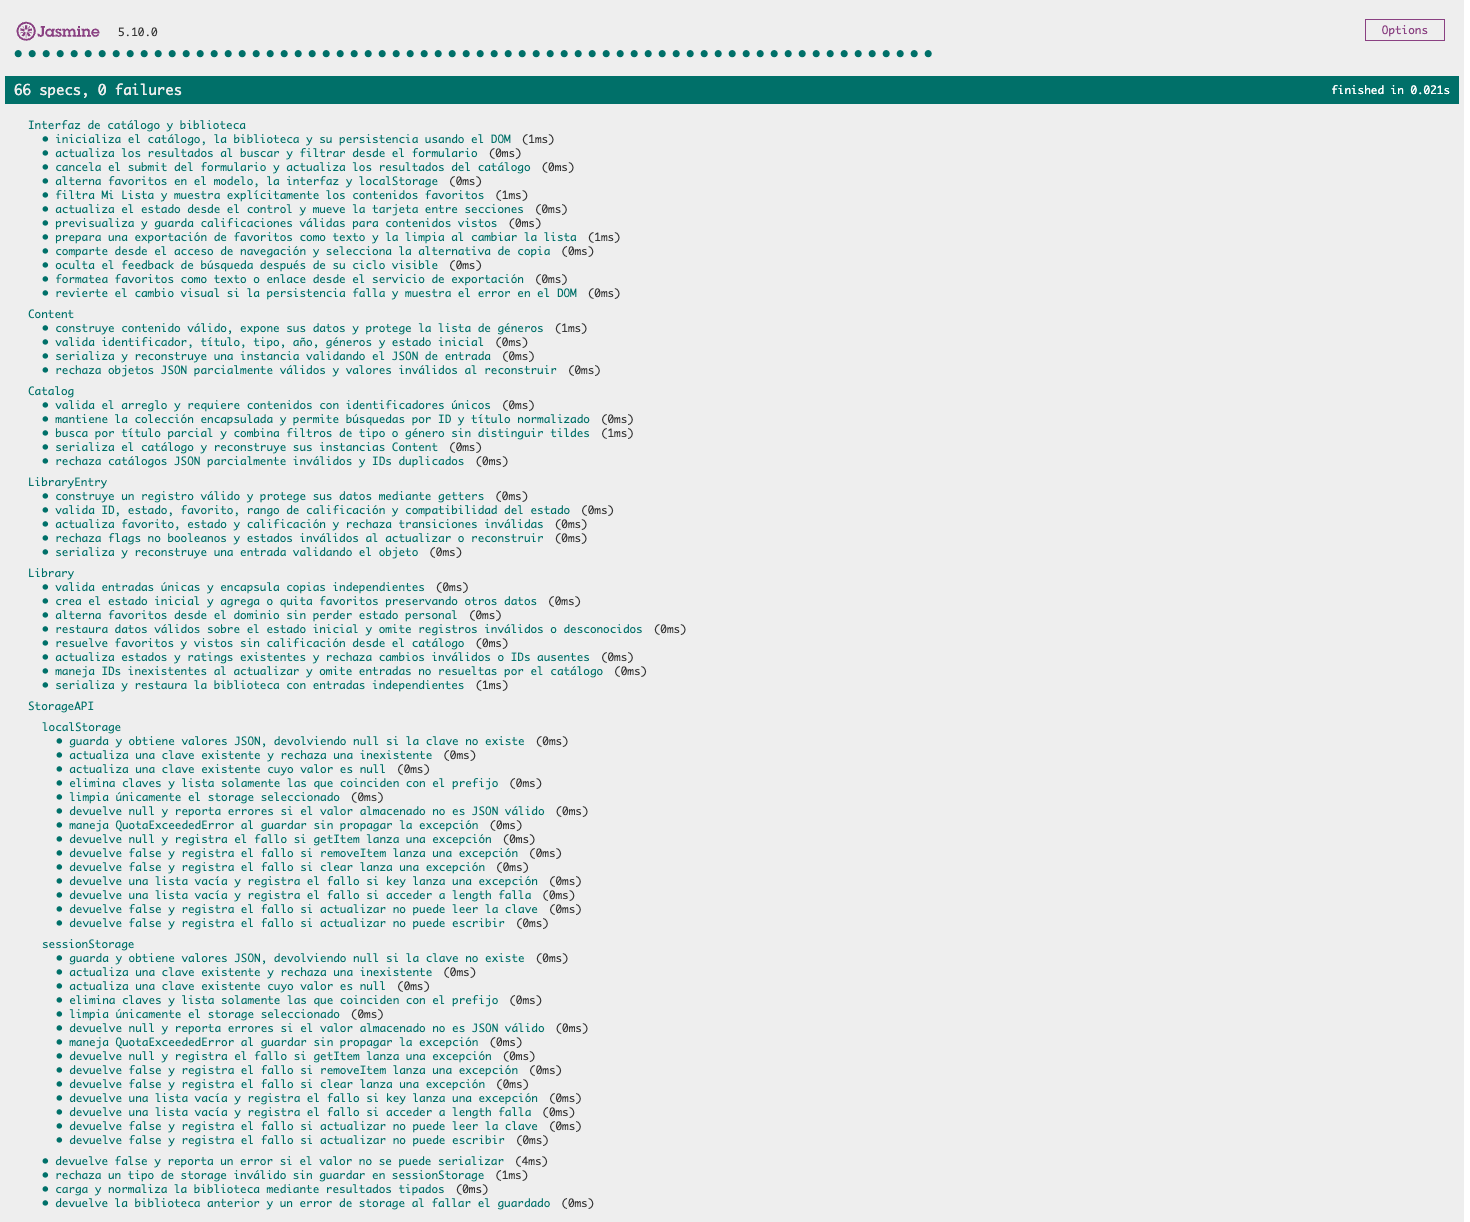 Jasmine 5.10.0
Options
66 specs, 0 failures
finished in 0.021s
Interfaz de catálogo y biblioteca
• inicializa el catálogo, la biblioteca y su persistencia usando el DOM (1ms)
• actualiza los resultados al buscar y filtrar desde el formulario (0ms)
• cancela el submit del formulario y actualiza los resultados del catálogo (0ms)
• alterna favoritos en el modelo, la interfaz y localStorage (0ms)
• filtra Mi Lista y muestra explícitamente los contenidos favoritos (1ms)
• actualiza el estado desde el control y mueve la tarjeta entre secciones (0ms)
• previsualiza y guarda calificaciones válidas para contenidos vistos (0ms)
• prepara una exportación de favoritos como texto y la limpia al cambiar la lista (1ms)
• comparte desde el acceso de navegación y selecciona la alternativa de copia (0ms)
• oculta el feedback de búsqueda después de su ciclo visible (0ms)
• formatea favoritos como texto o enlace desde el servicio de exportación (0ms)
• revierte el cambio visual si la persistencia falla y muestra el error en el DOM (0ms)
Content
• construye contenido válido, expone sus datos y protege la lista de géneros (1ms)
• valida identificador, título, tipo, año, géneros y estado inicial (0ms)
• serializa y reconstruye una instancia validando el JSON de entrada (0ms)
• rechaza objetos JSON parcialmente válidos y valores inválidos al reconstruir (0ms)
Catalog
• valida el arreglo y requiere contenidos con identificadores únicos (0ms)
• mantiene la colección encapsulada y permite búsquedas por ID y título normalizado (0ms)
• busca por título parcial y combina filtros de tipo o género sin distinguir tildes (1ms)
• serializa el catálogo y reconstruye sus instancias Content (0ms)
• rechaza catálogos JSON parcialmente inválidos y IDs duplicados (0ms)
LibraryEntry
• construye un registro válido y protege sus datos mediante getters (0ms)
• valida ID, estado, favorito, rango de calificación y compatibilidad del estado (0ms)
• actualiza favorito, estado y calificación y rechaza transiciones inválidas (0ms)
• rechaza flags no booleanos y estados inválidos al actualizar o reconstruir (0ms)
• serializa y reconstruye una entrada validando el objeto (0ms)
Library
• valida entradas únicas y encapsula copias independientes (0ms)
• crea el estado inicial y agrega o quita favoritos preservando otros datos (0ms)
• alterna favoritos desde el dominio sin perder estado personal (0ms)
• restaura datos válidos sobre el estado inicial y omite registros inválidos o desconocidos (0ms)
• resuelve favoritos y vistos sin calificación desde el catálogo (0ms)
• actualiza estados y ratings existentes y rechaza cambios inválidos o IDs ausentes (0ms)
• maneja IDs inexistentes al actualizar y omite entradas no resueltas por el catálogo (0ms)
• serializa y restaura la biblioteca con entradas independientes (1ms)
StorageAPI
localStorage
• guarda y obtiene valores JSON, devolviendo null si la clave no existe (0ms)
• actualiza una clave existente y rechaza una inexistente (0ms)
• actualiza una clave existente cuyo valor es null (0ms)
• elimina claves y lista solamente las que coinciden con el prefijo (0ms)
• limpia únicamente el storage seleccionado (0ms)
• devuelve null y reporta errores si el valor almacenado no es JSON válido (0ms)
• maneja QuotaExceededError al guardar sin propagar la excepción (0ms)
• devuelve null y registra el fallo si getItem lanza una excepción (0ms)
• devuelve false y registra el fallo si removeItem lanza una excepción (0ms)
• devuelve false y registra el fallo si clear lanza una excepción (0ms)
• devuelve una lista vacía y registra el fallo si key lanza una excepción (0ms)
• devuelve una lista vacía y registra el fallo si acceder a length falla (0ms)
• devuelve false y registra el fallo si actualizar no puede leer la clave (0ms)
• devuelve false y registra el fallo si actualizar no puede escribir (0ms)
sessionStorage
• guarda y obtiene valores JSON, devolviendo null si la clave no existe (0ms)
• actualiza una clave existente y rechaza una inexistente (0ms)
• actualiza una clave existente cuyo valor es null (0ms)
• elimina claves y lista solamente las que coinciden con el prefijo (0ms)
• limpia únicamente el storage seleccionado (0ms)
• devuelve null y reporta errores si el valor almacenado no es JSON válido (0ms)
• maneja QuotaExceededError al guardar sin propagar la excepción (0ms)
• devuelve null y registra el fallo si getItem lanza una excepción (0ms)
• devuelve false y registra el fallo si removeItem lanza una excepción (0ms)
• devuelve false y registra el fallo si clear lanza una excepción (0ms)
• devuelve una lista vacía y registra el fallo si key lanza una excepción (0ms)
• devuelve una lista vacía y registra el fallo si acceder a length falla (0ms)
• devuelve false y registra el fallo si actualizar no puede leer la clave (0ms)
• devuelve false y registra el fallo si actualizar no puede escribir (0ms)
• devuelve false y reporta un error si el valor no se puede serializar (4ms)
• rechaza un tipo de storage inválido sin guardar en sessionStorage (1ms)
• carga y normaliza la biblioteca mediante resultados tipados (0ms)
• devuelve la biblioteca anterior y un error de storage al fallar el guardado (0ms)